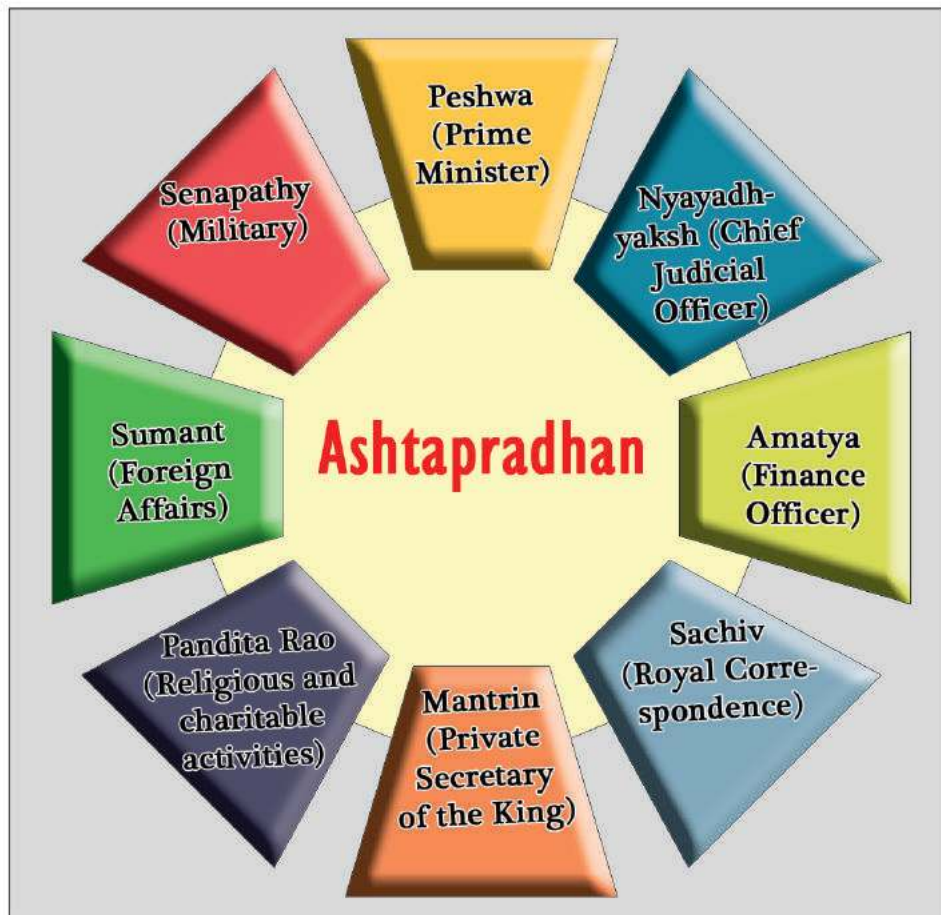 Peshwa
(Prime
Minister)
Nyayadh-
yaksh (Chief
Judicial
Officer)
Amatya
(Finance
Officer)
Sachiv
(Royal Corre-
spondence)
Mantrin
(Private
Secretary
of the King)
Pandita Rao
(Religious and
charitable
activities)
Sumant
(Foreign
Affairs)
Senapathy
(Military)
Ashtapradhan